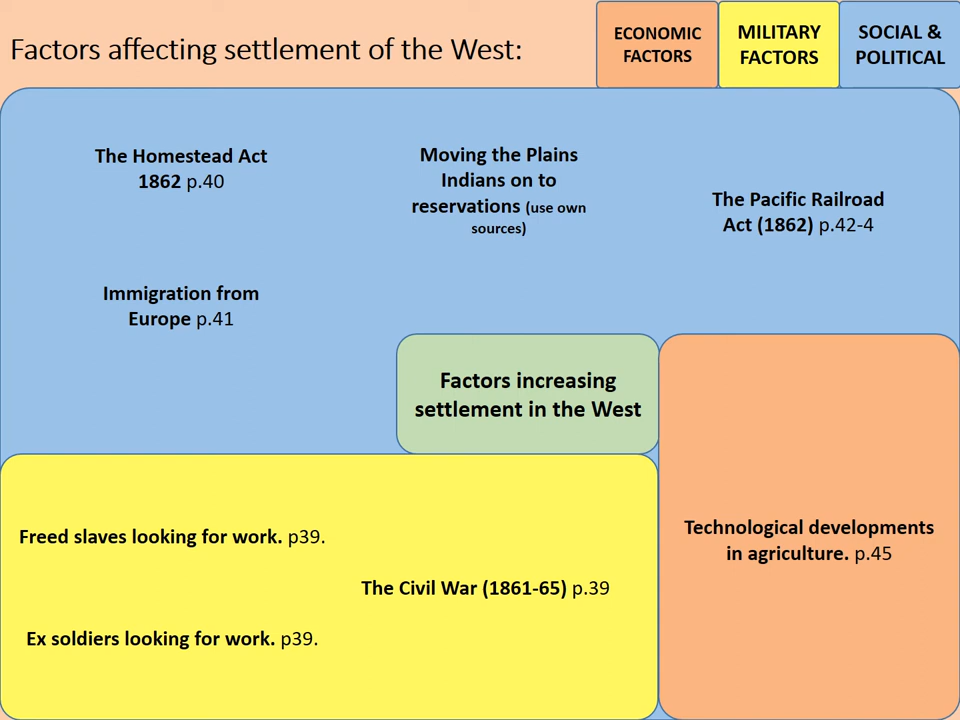 Factors affecting settlement of the West:
ECONOMIC
FACTORS
MILITARY
FACTORS
SOCIAL &
POLITICAL
The Homestead Act
1862 p.40
Moving the Plains
Indians on to
reservations (use own
sources)
The Pacific Railroad
Act (1862) p.42-4
Immigration from
Europe p.41
Factors increasing
settlement in the West
Freed slaves looking for work. p39.
The Civil War (1861-65) p.39
Ex soldiers looking for work. p39.
Technological developments
in agriculture. p.45